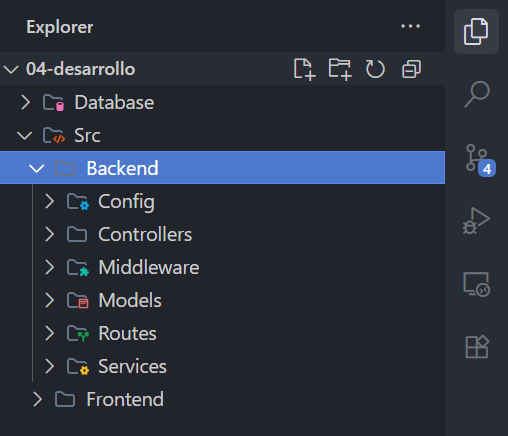 Explorer
04-desarrollo
Database
Src
Backend
Config
Controllers
Middleware
Models
Routes
Services
Frontend
4